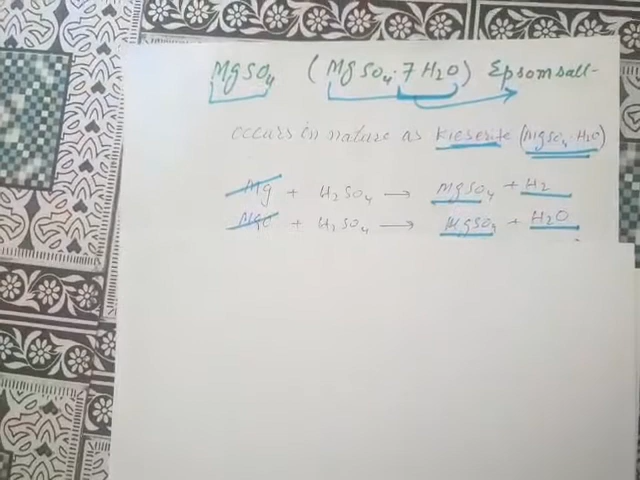 MgSO4 (MgSO4·7H2O) Epsom salt-
occurs in nature as Kieserite (MgSO4·H2O)
Mg + H2SO4 → MgSO4 + H2
MgO + H2SO4 → MgSO4 + H2O